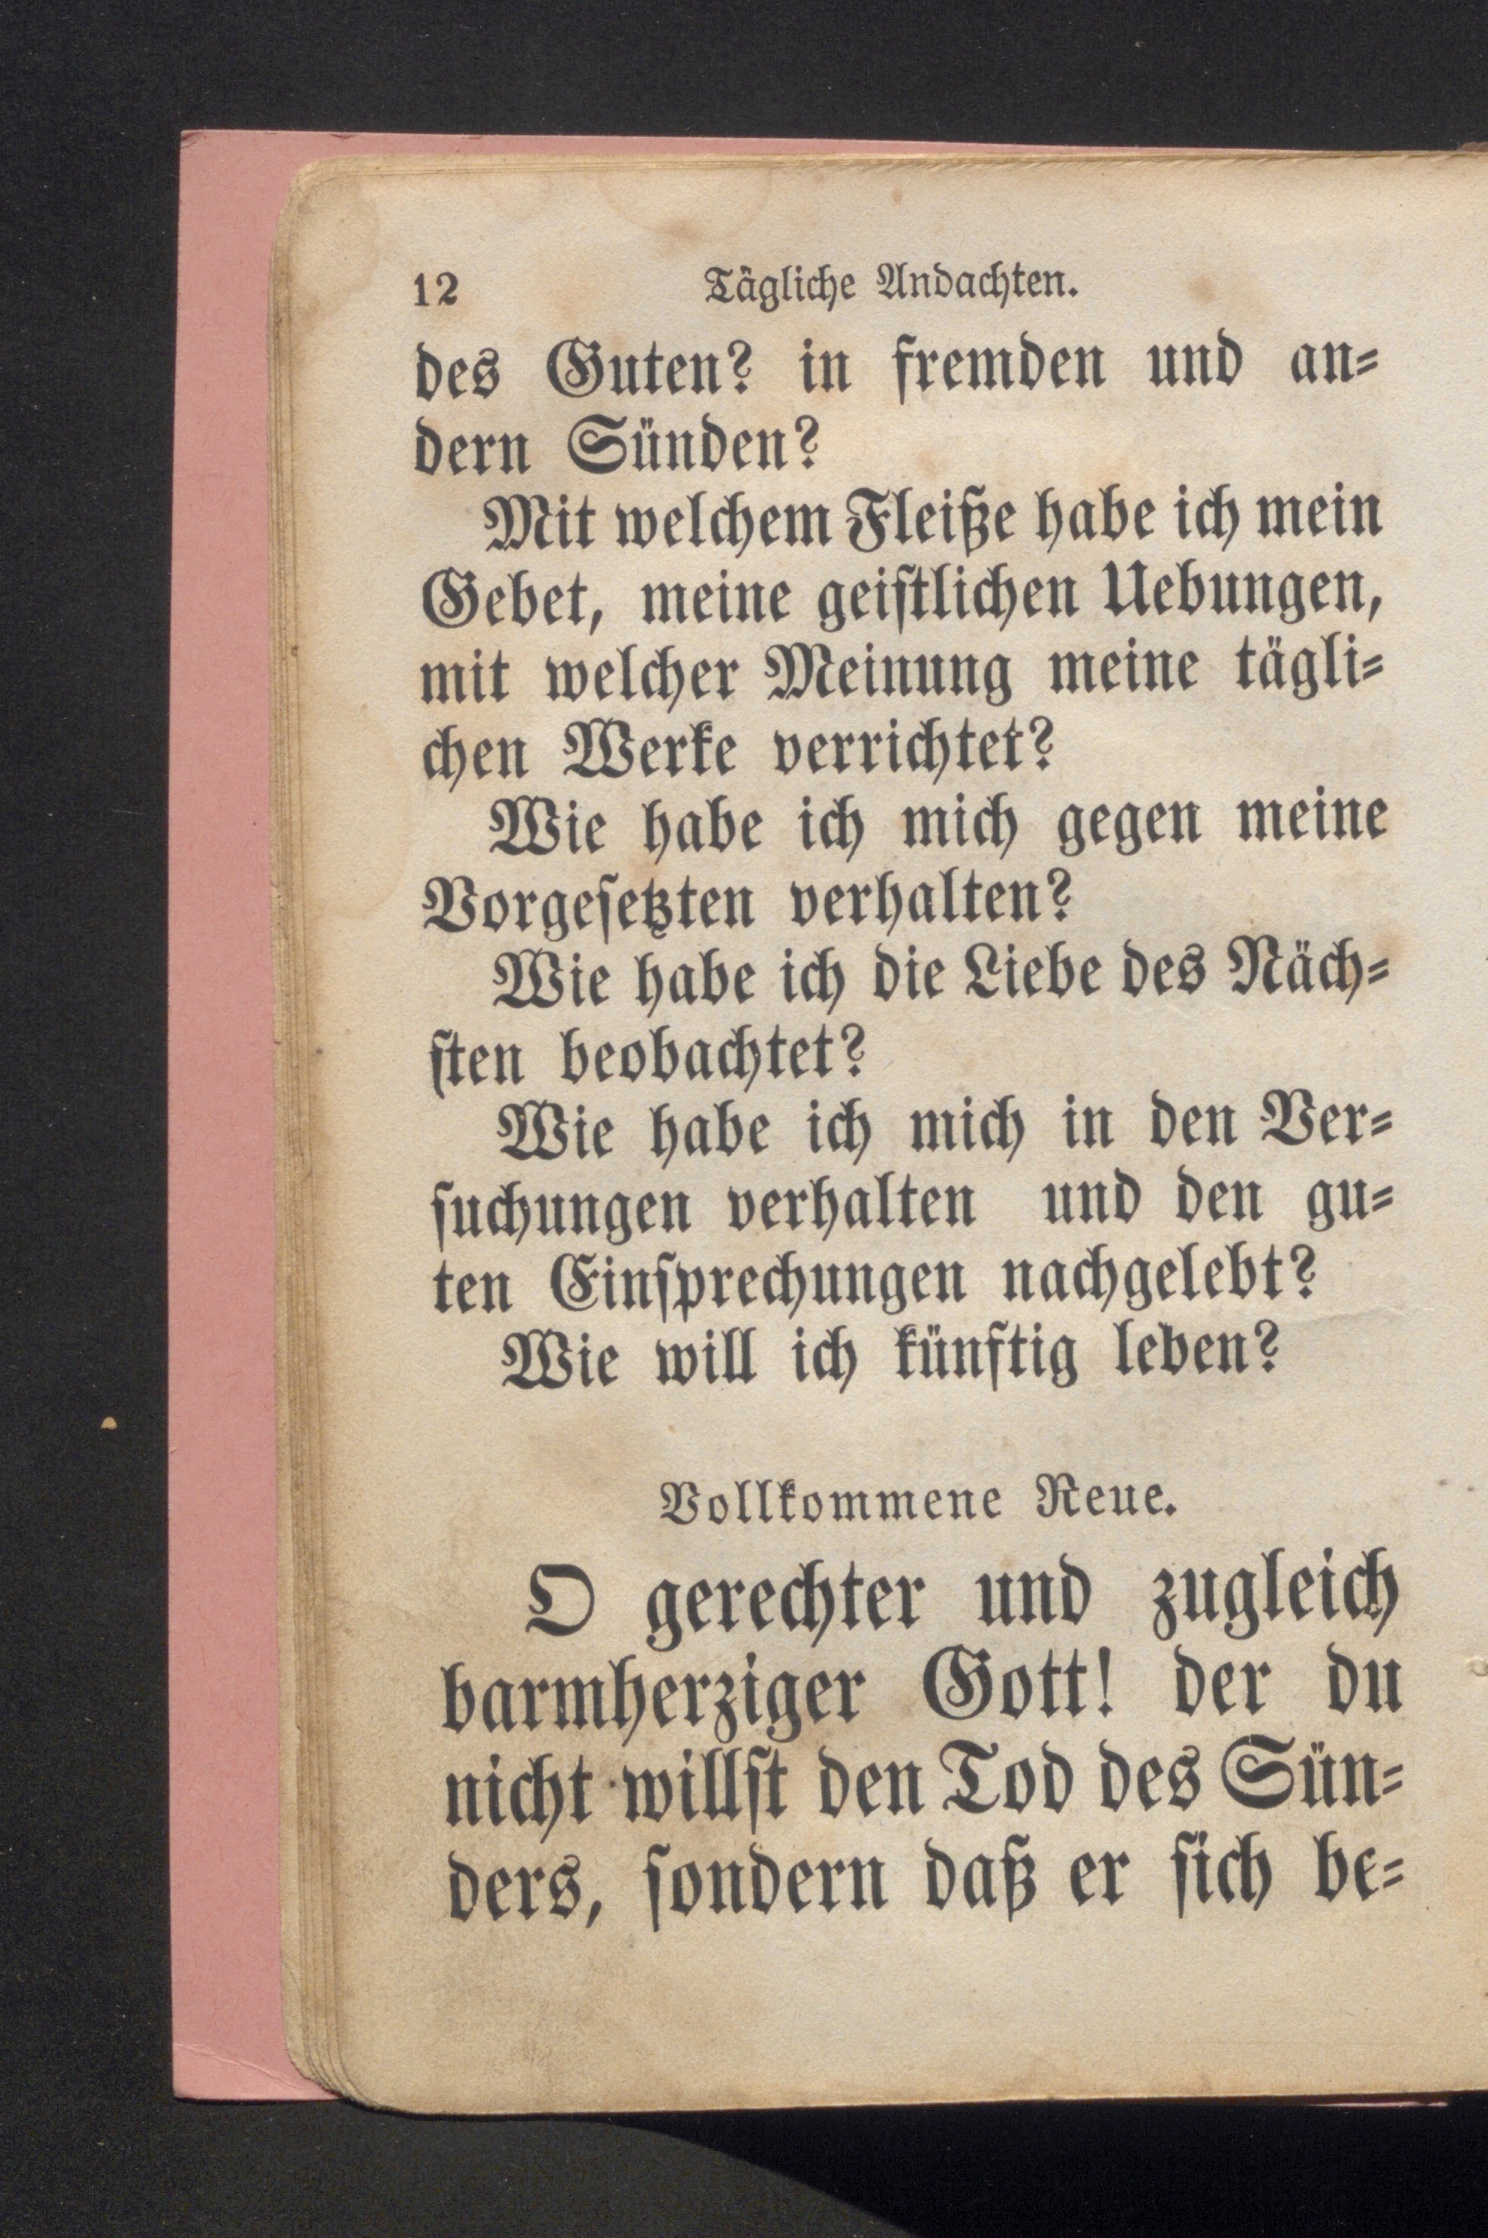 12 Tägliche Andachten.
des Guten? in fremden und an⸗
dern Sünden?
Mit welchem Fleiße habe ich mein
Gebet, meine geiſtlichen Uebungen,
mit welcher Meinung meine tägli⸗
chen Werke verrichtet?
Wie habe ich mich gegen meine
Vorgeſetzten verhalten?
Wie habe ich die Liebe des Näch⸗
ſten beobachtet?
Wie habe ich mich in den Ver⸗
ſuchungen verhalten und den gu⸗
ten Einſprechungen nachgelebt?
Wie will ich künftig leben?
Vollkommene Reue.
O gerechter und zugleich
barmherziger Gott! der du
nicht willſt den Tod des Sün⸗
ders, ſondern daß er ſich be⸗